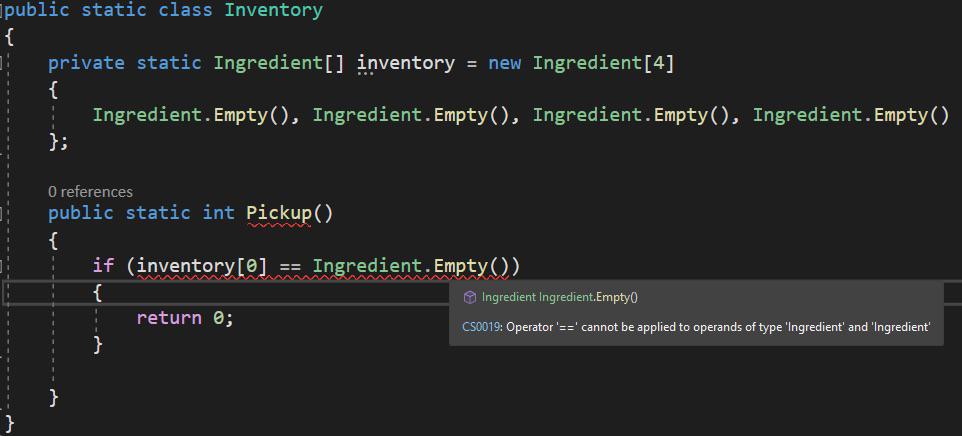 public static class Inventory
{
private static Ingredient[] inventory = new Ingredient[4]
{
Ingredient.Empty(), Ingredient.Empty(), Ingredient.Empty(), Ingredient.Empty()
};
0 references
public static int Pickup()
{
if (inventory[0] == Ingredient.Empty())
{
Ingredient Ingredient.Empty()
return 0;
CS0019: Operator '==' cannot be applied to operands of type 'Ingredient' and 'Ingredient'
}
}
}